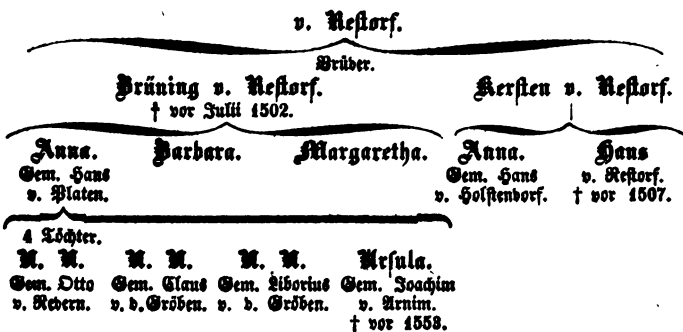 v. Restorf.
Brüder.
Brüning v. Restorf. Kersten v. Restorf.
† vor Julii 1502.
Anna. Barbara. Margaretha. Anna. Hans
Gem. Hans Gem. Hans v. Restorf.
v. Platen. v. Holstendorf. † vor 1507.
4 Töchter.
N. N. N. N. N. N. Ursula.
Gem. Otto Gem. Claus Gem. Liborius Gem. Joachim
v. Redern. v. d. Gröben. v. d. Gröben. v. Arnim.
† vor 1553.